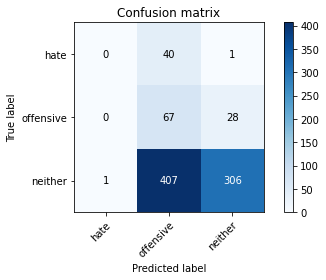 Confusion matrix
hate 0 40 1
offensive 0 67 28
neither 1 407 306
hate offensive neither
True label
Predicted label
400
350
300
250
200
150
100
50
0